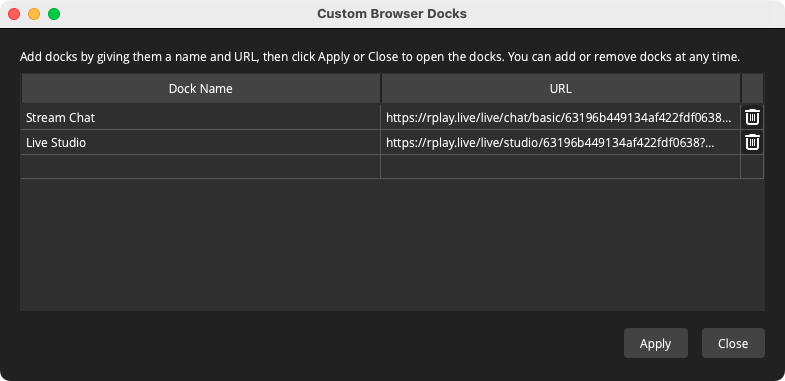 Custom Browser Docks
Add docks by giving them a name and URL, then click Apply or Close to open the docks. You can add or remove docks at any time.
Dock Name URL
Stream Chat https://rplay.live/live/chat/basic/63196b449134af422fdf0638...
Live Studio https://rplay.live/live/studio/63196b449134af422fdf0638?...
Apply Close